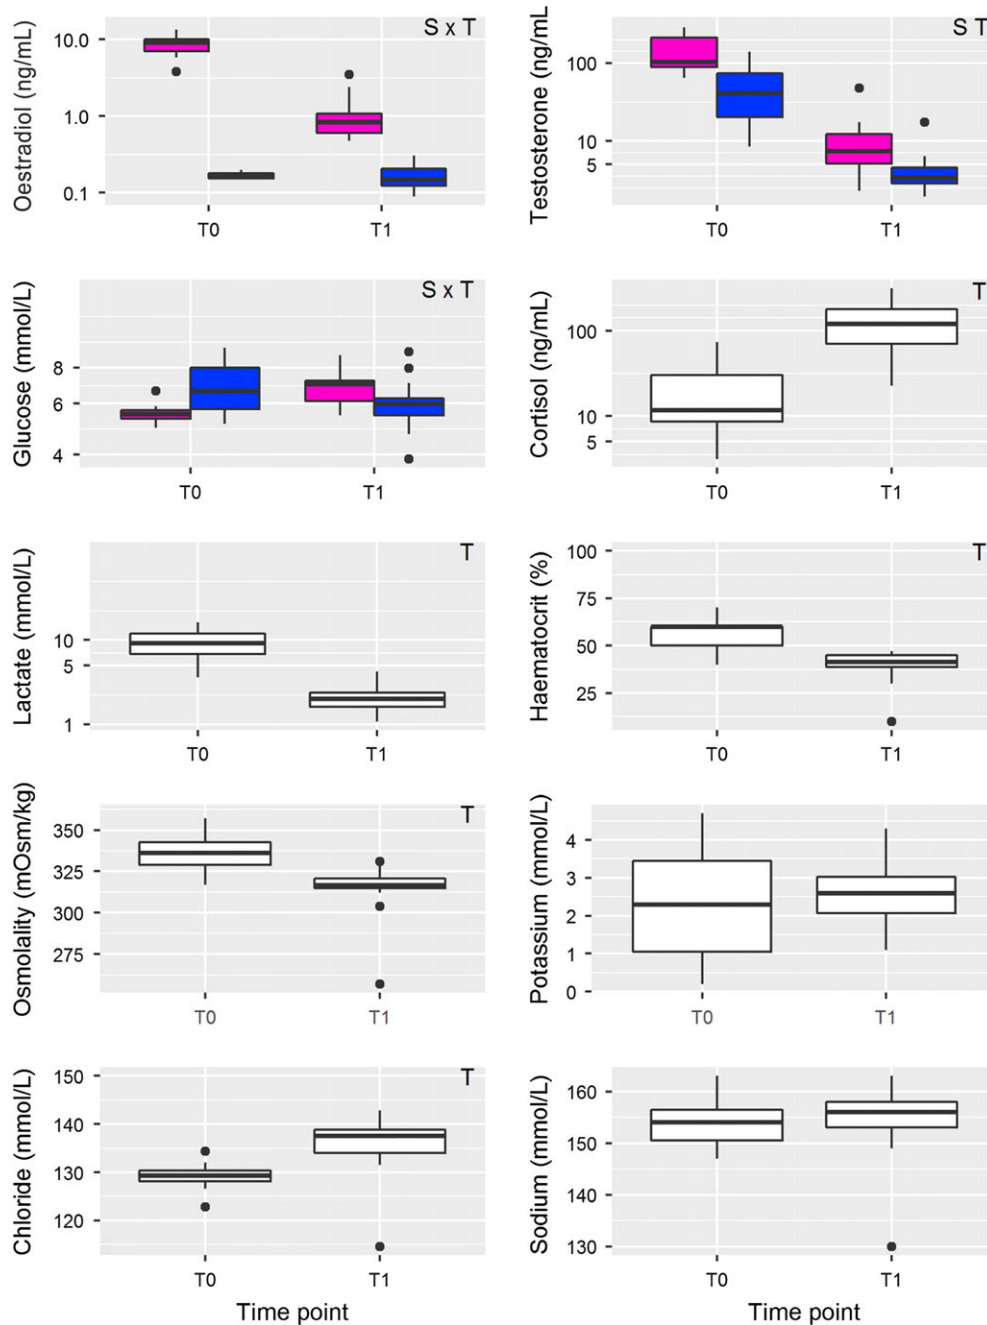 Oestradiol (ng/mL)
10.0
1.0
0.1
S x T
T0
T1
Testosterone (ng/mL)
100
10
5
S T
T0
T1
Glucose (mmol/L)
8
6
4
S x T
T0
T1
Cortisol (ng/mL)
100
10
5
T
T0
T1
Lactate (mmol/L)
10
5
1
T
T0
T1
Haematocrit (%)
100
75
50
25
T
T0
T1
Osmolality (mOsm/kg)
350
325
300
275
T
T0
T1
Potassium (mmol/L)
4
3
2
1
0
T0
T1
Chloride (mmol/L)
150
140
130
120
T
T0
T1
Time point
Sodium (mmol/L)
160
150
140
130
T0
T1
Time point